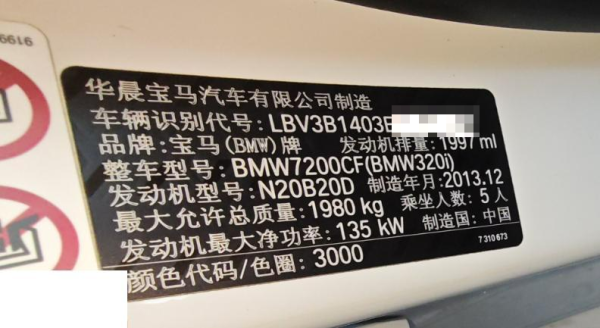 华晨宝马汽车有限公司制造
车辆识别代号:LBV3B1403E
品牌:宝马(BMW)牌 发动机排量:1997 ml
整车型号:BMW7200CF(BMW320i)
发动机型号:N20B20D 制造年月:2013.12
最大允许总质量:1980 kg 乘坐人数:5人
发动机最大净功率:135 kW 制造国:中国
颜色代码/色圈:3000 7 310 673